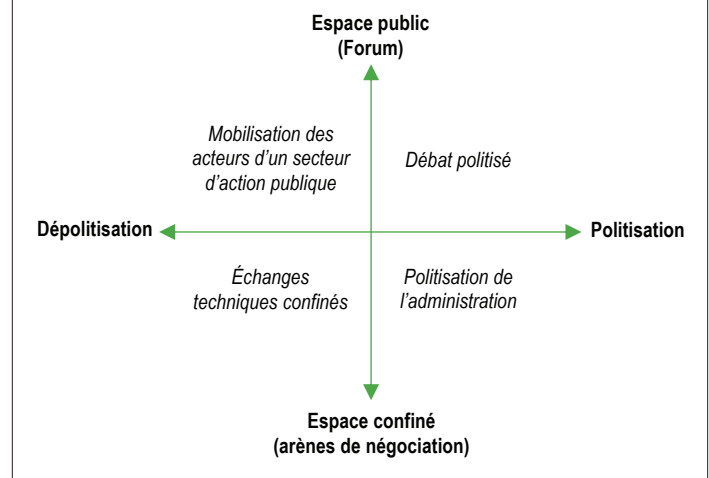 Espace public
(Forum)
Mobilisation des
acteurs d’un secteur
d’action publique
Débat politisé
Dépolitisation
Politisation
Échanges
techniques confinés
Politisation de
l’administration
Espace confiné
(arènes de négociation)